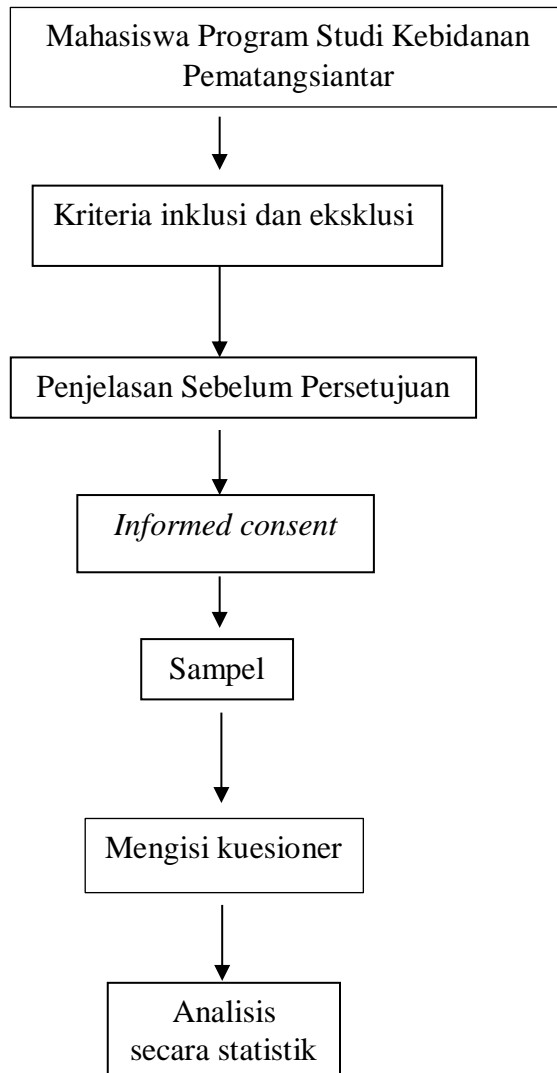 Mahasiswa Program Studi Kebidanan
Pematangsiantar
Kriteria inklusi dan eksklusi
Penjelasan Sebelum Persetujuan
Informed consent
Sampel
Mengisi kuesioner
Analisis
secara statistik